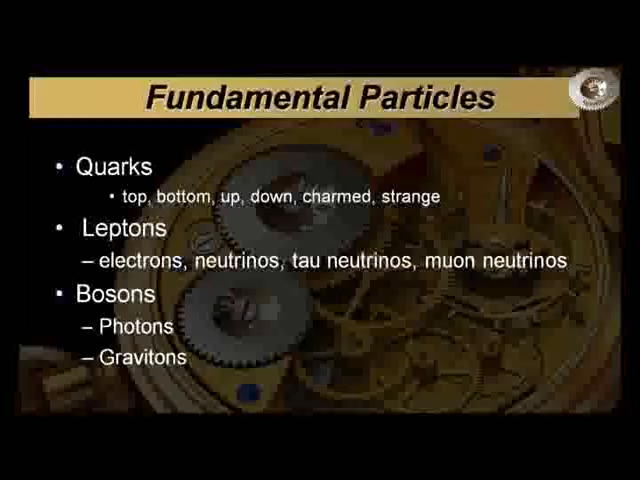 Fundamental Particles
• Quarks
• top, bottom, up, down, charmed, strange
• Leptons
– electrons, neutrinos, tau neutrinos, muon neutrinos
• Bosons
– Photons
– Gravitons